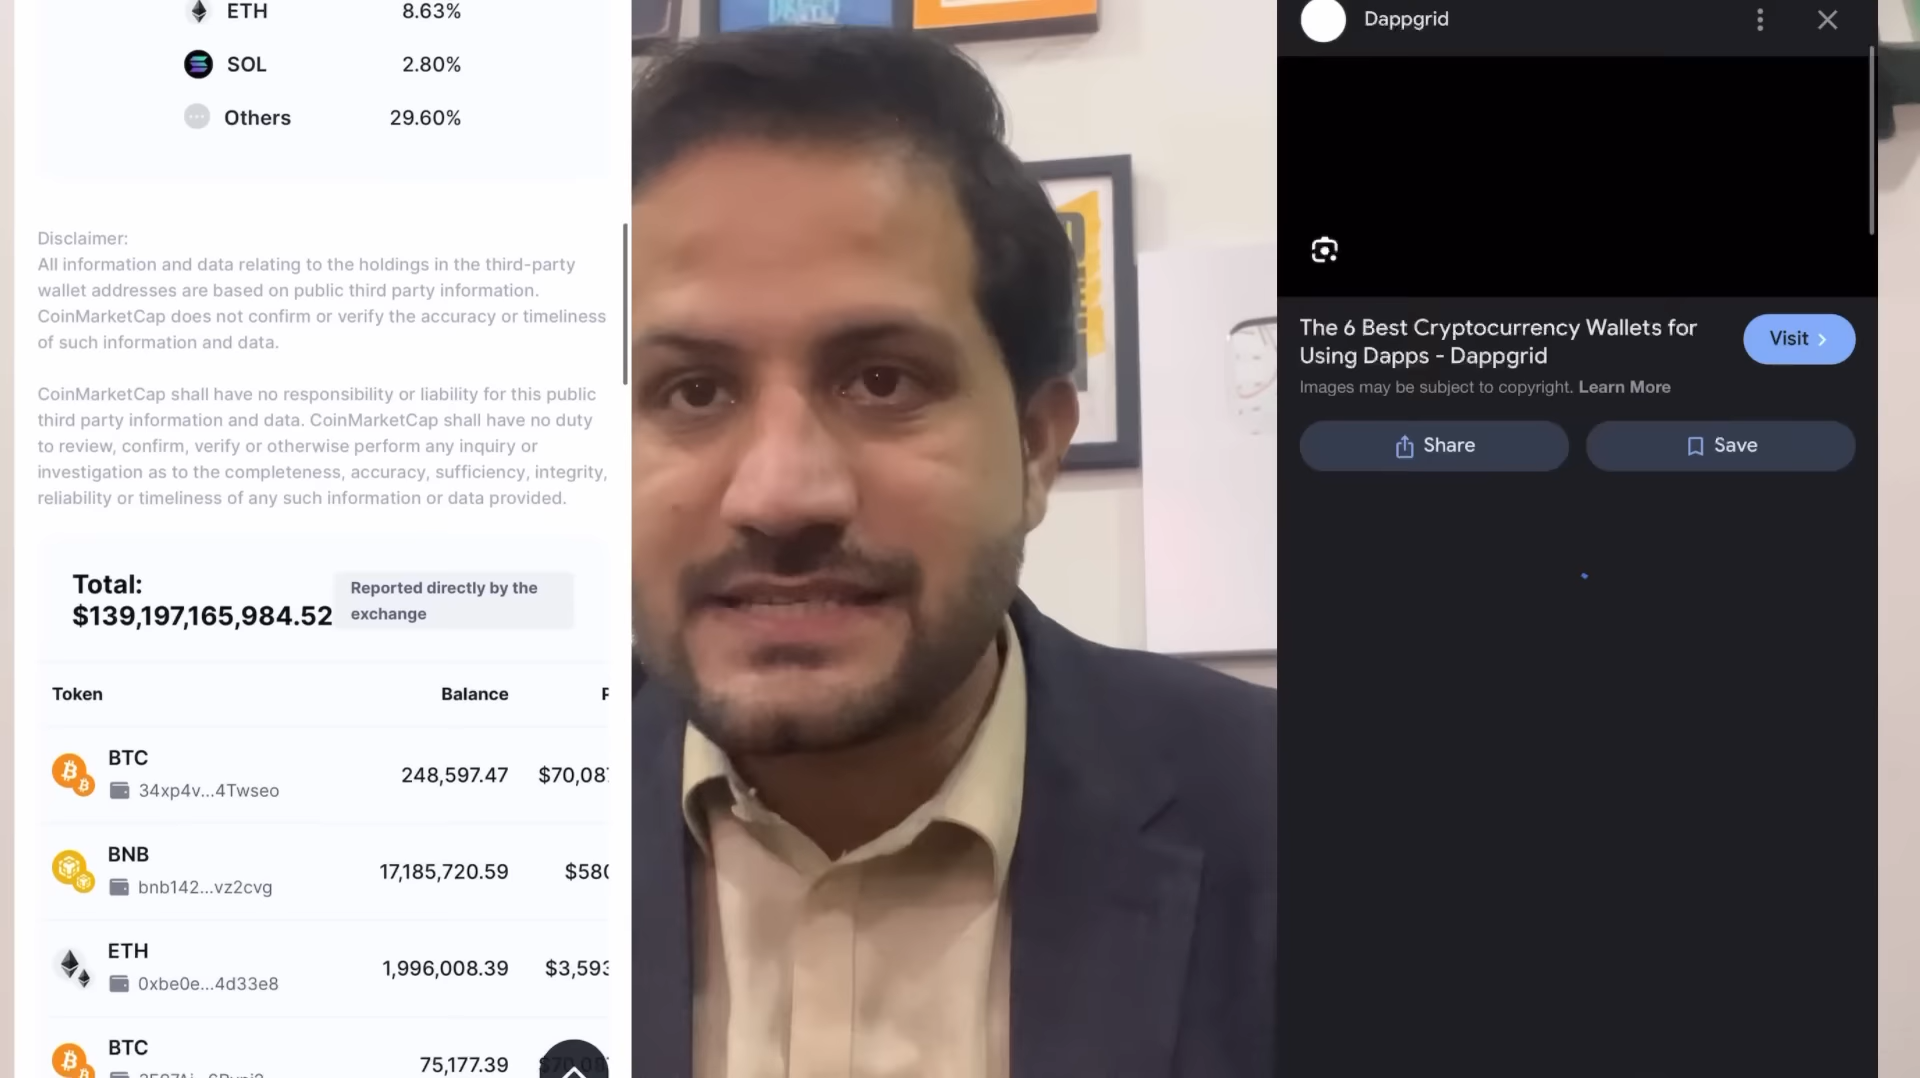 ETH 8.63%
SOL 2.80%
Others 29.60%
Disclaimer:
All information and data relating to the holdings in the third-party
wallet addresses are based on public third party information.
CoinMarketCap does not confirm or verify the accuracy or timeliness
of such information and data.
CoinMarketCap shall have no responsibility or liability for this public
third party information and data. CoinMarketCap shall have no duty
to review, confirm, verify or otherwise perform any inquiry or
investigation as to the completeness, accuracy, sufficiency, integrity,
reliability or timeliness of any such information or data provided.
Total:
$139,197,165,984.52
Reported directly by the
exchange
Token Balance
BTC
34xp4v...4Twseo
248,597.47 $70,087
BNB
bnb142...vz2cvg
17,185,720.59 $580
ETH
0xbe0e...4d33e8
1,996,008.39 $3,593
BTC
75,177.39
Dappgrid
The 6 Best Cryptocurrency Wallets for
Using Dapps - Dappgrid
Visit
Images may be subject to copyright. Learn More
Share
Save